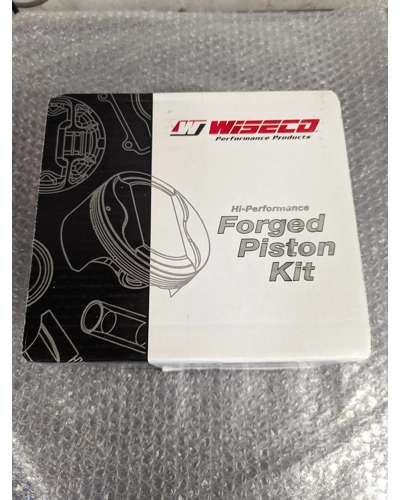 W WISECO
Performance Products
Hi-Performance
Forged
Piston
Kit